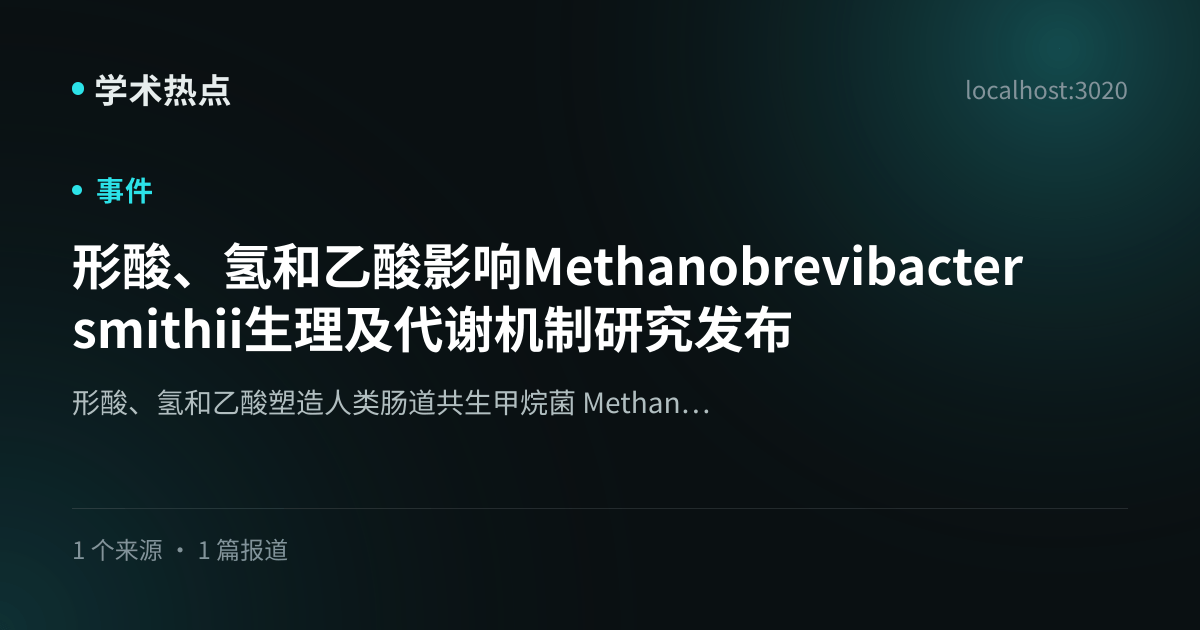 学术热点
localhost:3020
事件
形酸、氢和乙酸影响Methanobrevibacter
smithii生理及代谢机制研究发布
形酸、氢和乙酸塑造人类肠道共生甲烷菌 Methan…
1 个来源 · 1 篇报道